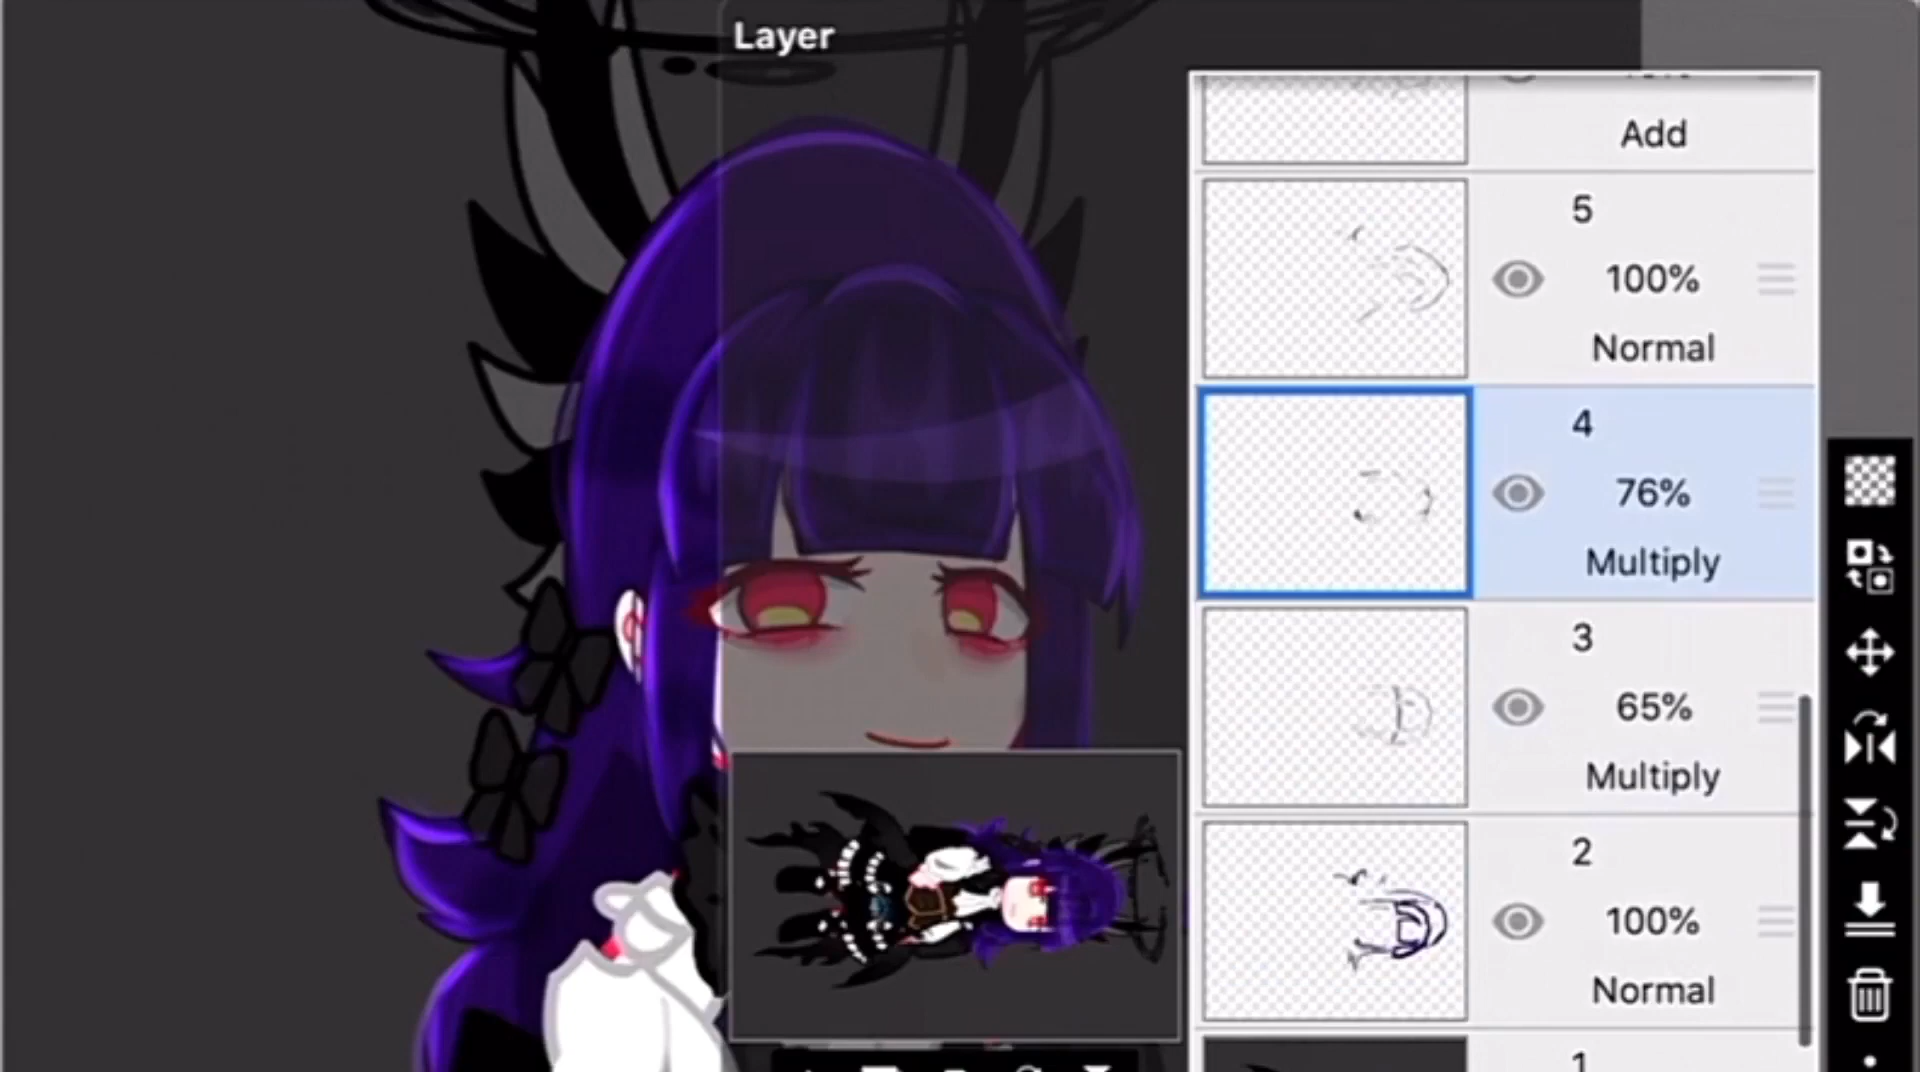 Layer
Add
5
100%
Normal
4
76%
Multiply
3
65%
Multiply
2
100%
Normal
1